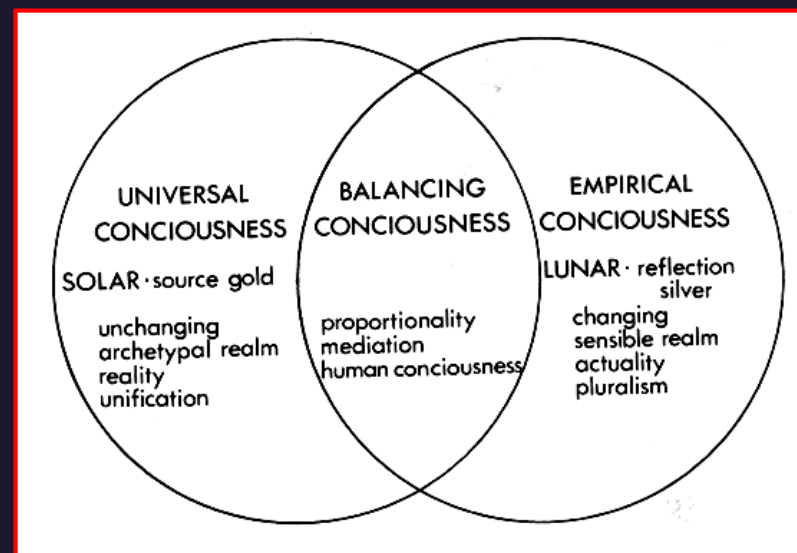 UNIVERSAL
CONCIOUSNESS
SOLAR · source gold
unchanging
archetypal realm
reality
unification
BALANCING
CONCIOUSNESS
proportionality
mediation
human conciousness
EMPIRICAL
CONCIOUSNESS
LUNAR · reflection
silver
changing
sensible realm
actuality
pluralism